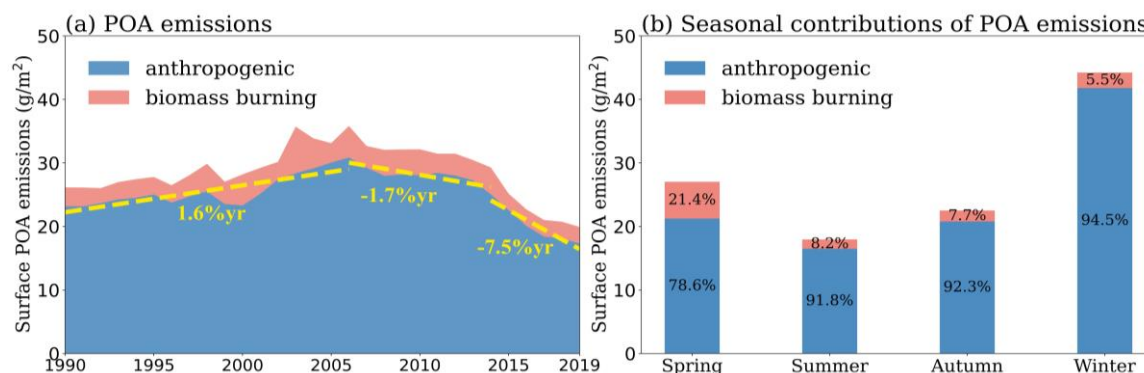 (a) POA emissions
Surface POA emissions (g/m²)
50
40
30
20
10
0
anthropogenic
biomass burning
1.6%yr
-1.7%yr
-7.5%yr
1990
1995
2000
2005
2010
2015
2019
(b) Seasonal contributions of POA emissions
Surface POA emissions (g/m²)
50
40
30
20
10
0
anthropogenic
biomass burning
21.4%
78.6%
8.2%
91.8%
7.7%
92.3%
5.5%
94.5%
Spring
Summer
Autumn
Winter